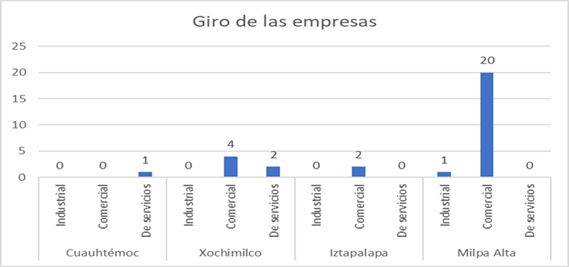 Giro de las empresas
25
20
15
10
5
0
0 0 1 0 4 2 0 2 0 1 20 0
Industrial Comercial De servicios Industrial Comercial De servicios Industrial Comercial De servicios Industrial Comercial De servicios
Cuauhtémoc Xochimilco Iztapalapa Milpa Alta